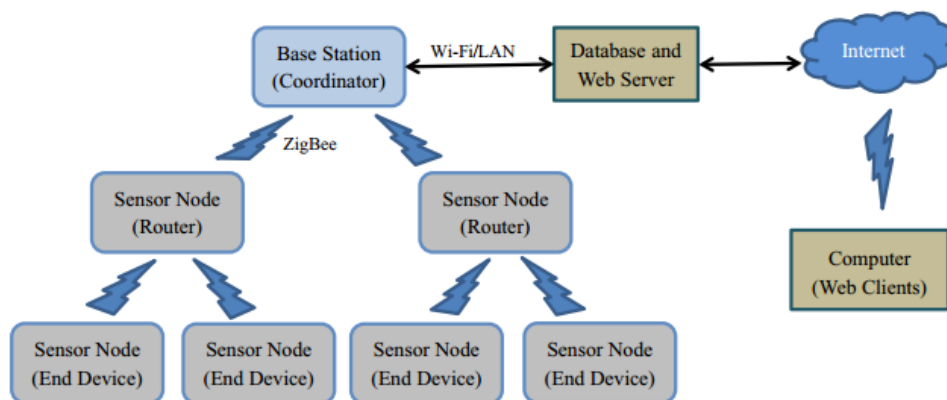 Base Station
(Coordinator)
Wi-Fi/LAN
Database and
Web Server
Internet
ZigBee
Sensor Node
(Router)
Sensor Node
(Router)
Computer
(Web Clients)
Sensor Node
(End Device)
Sensor Node
(End Device)
Sensor Node
(End Device)
Sensor Node
(End Device)